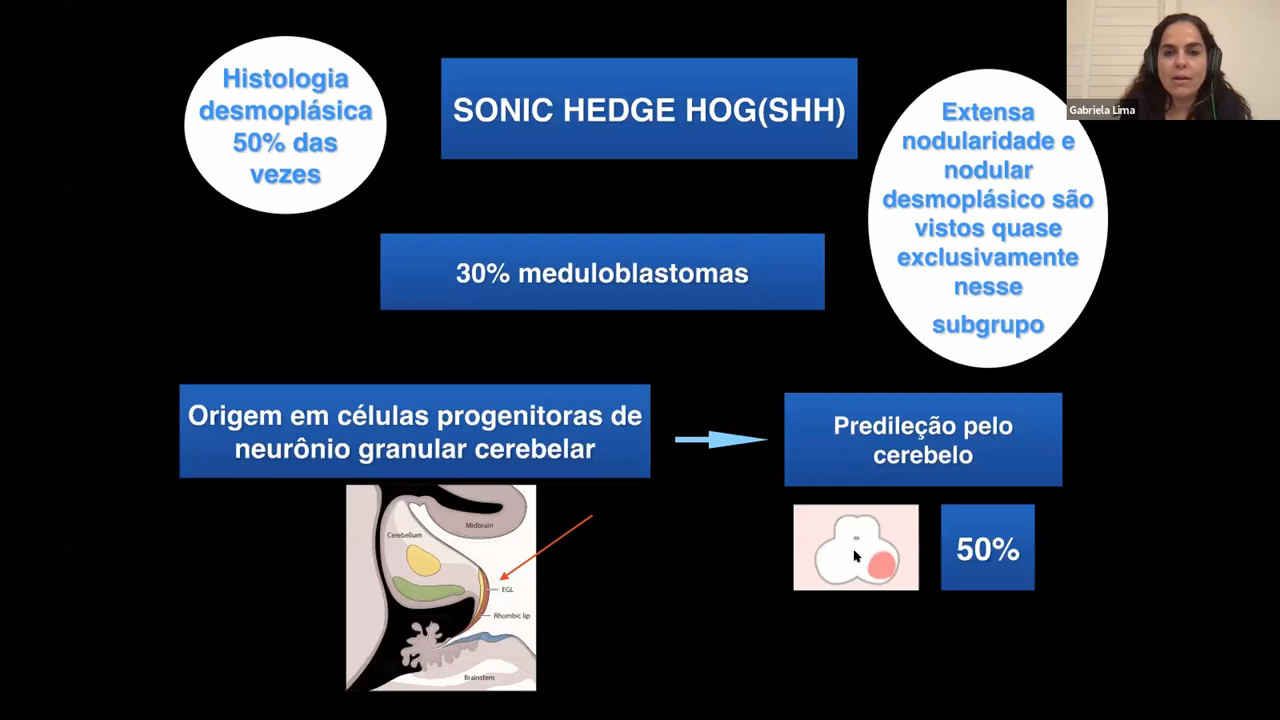 Histologia
desmoplásica
50% das
vezes
SONIC HEDGE HOG(SHH)
Gabriela Lima
Extensa
nodularidade e
nodular
desmoplásico são
vistos quase
exclusivamente
nesse
subgrupo
30% meduloblastomas
Origem em células progenitoras de
neurônio granular cerebelar
Predileção pelo
cerebelo
Midbrain
Cerebellum
EGL
Rhombic lip
Brainstem
50%